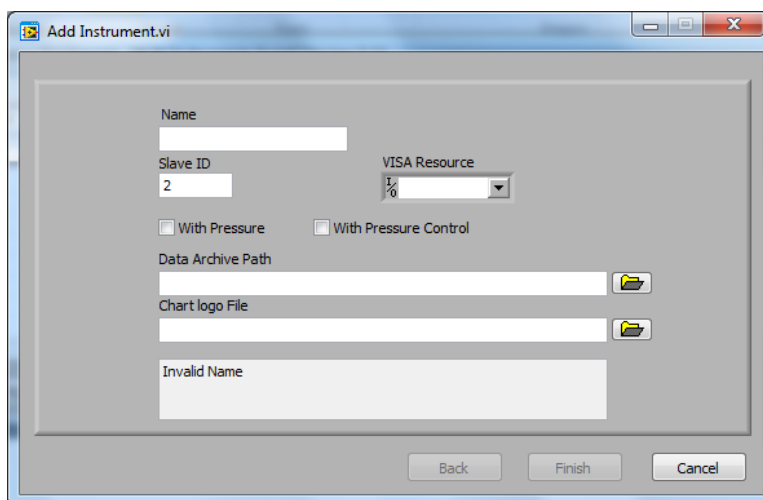 Add Instrument.vi
Name
Slave ID
VISA Resource
2
I/O
With Pressure
With Pressure Control
Data Archive Path
Chart logo File
Invalid Name
Back
Finish
Cancel